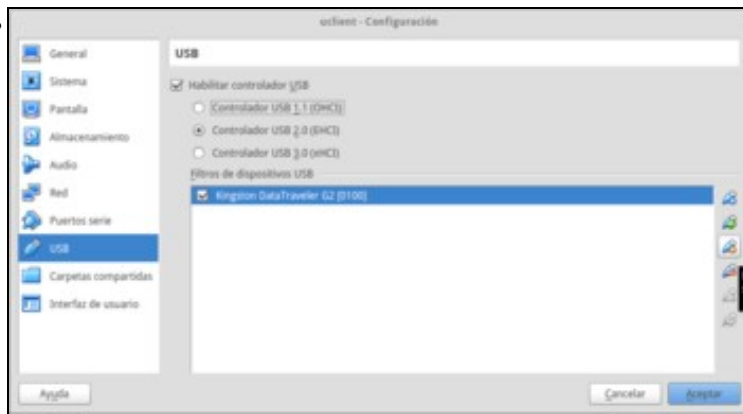 uclient - Configuración
General
Sistema
Pantalla
Almacenamiento
Audio
Red
Puertos serie
USB
Carpetas compartidas
Interfaz de usuario
USB
Habilitar controlador USB
Controlador USB 1.1 (OHCI)
Controlador USB 2.0 (EHCI)
Controlador USB 3.0 (xHCI)
Filtros de dispositivos USB
Kingston DataTraveler G2 [0100]
Ayuda
Cancelar
Aceptar